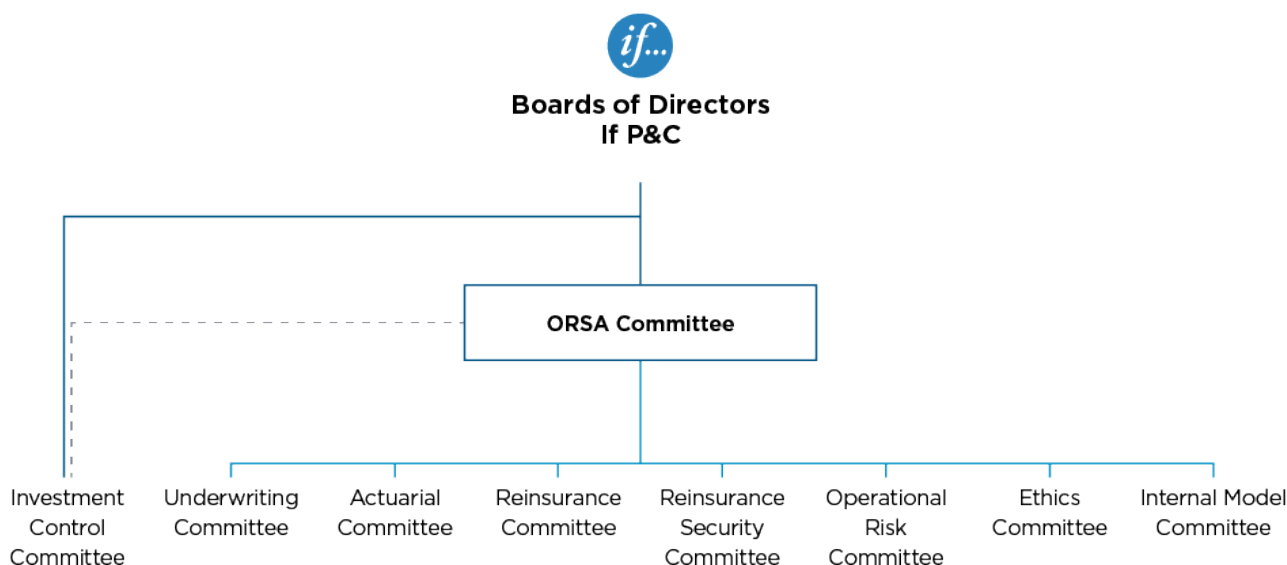 if...
Boards of Directors
If P&C
ORSA Committee
Investment
Control
Committee
Underwriting
Committee
Actuarial
Committee
Reinsurance
Committee
Reinsurance
Security
Committee
Operational
Risk
Committee
Ethics
Committee
Internal Model
Committee